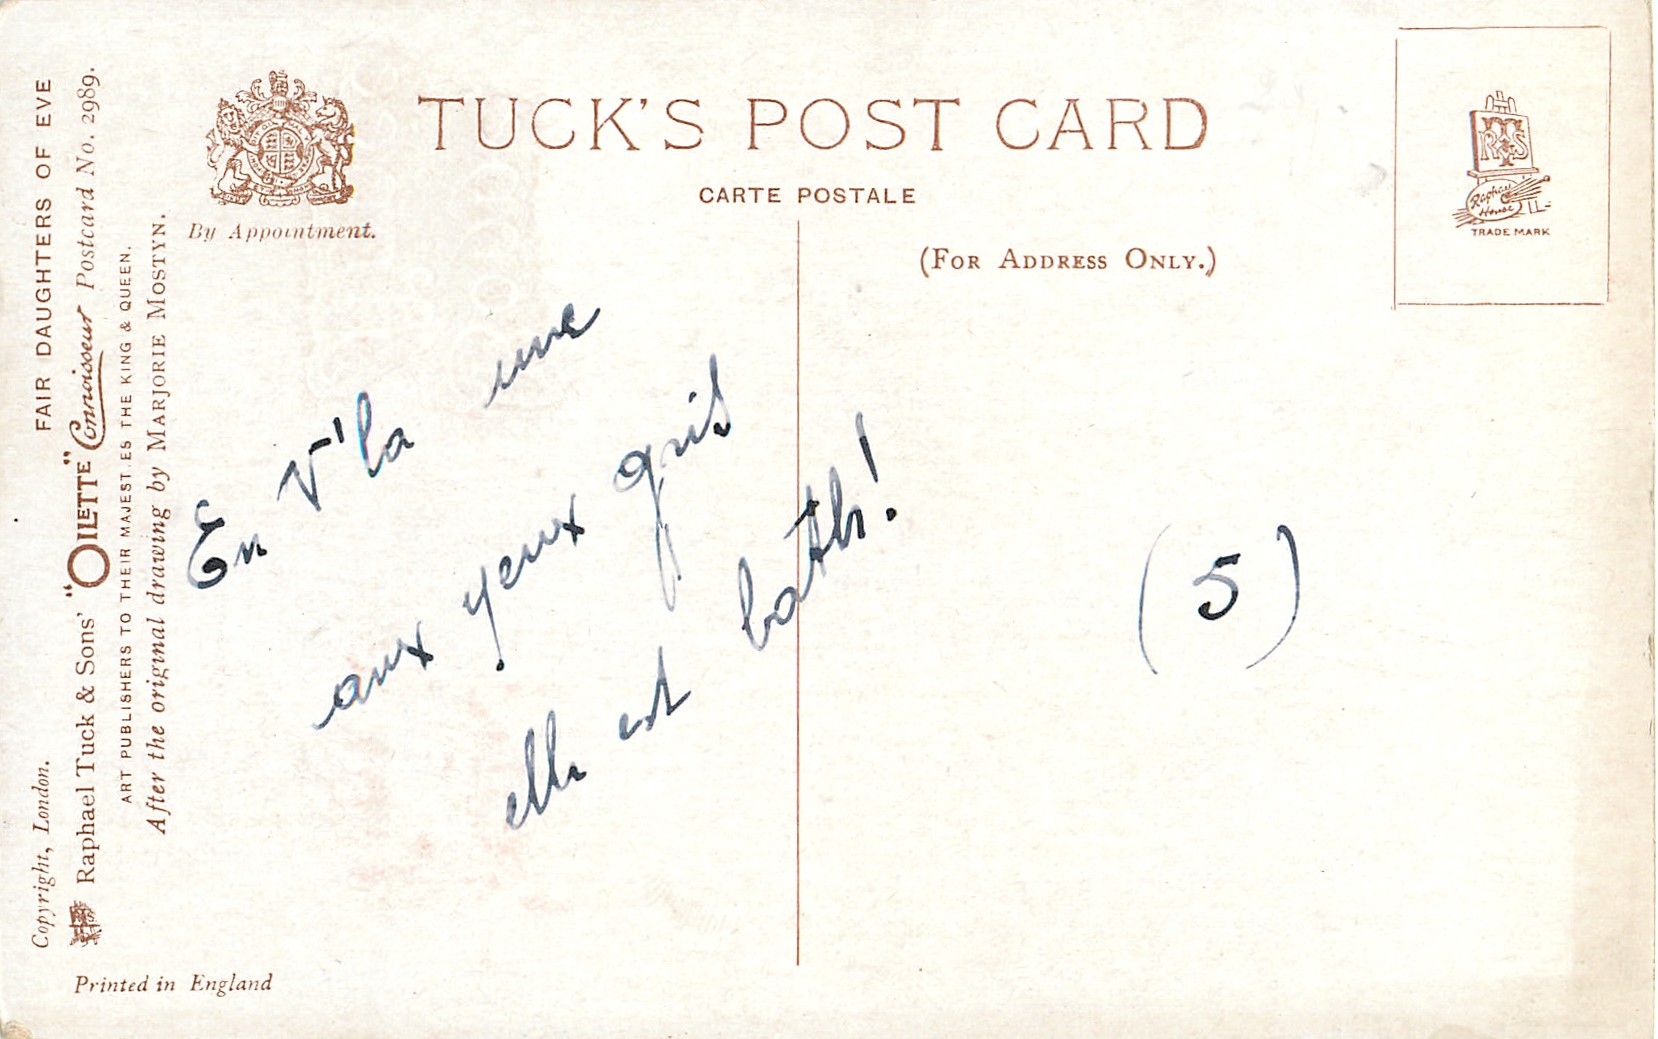 TUCK'S POST CARD
CARTE POSTALE
(FOR ADDRESS ONLY.)
By Appointment.
TRADE MARK
Raphael
House
FAIR DAUGHTERS OF EVE
Copyright, London.
Raphael Tuck & Sons' "OILETTE" Connoisseur Postcard No. 2989.
ART PUBLISHERS TO THEIR MAJESTIES THE KING & QUEEN.
After the original drawing by MARJORIE MOSTYN.
Printed in England
En v'la une
aux yeux gris
elle est bath!
(5)